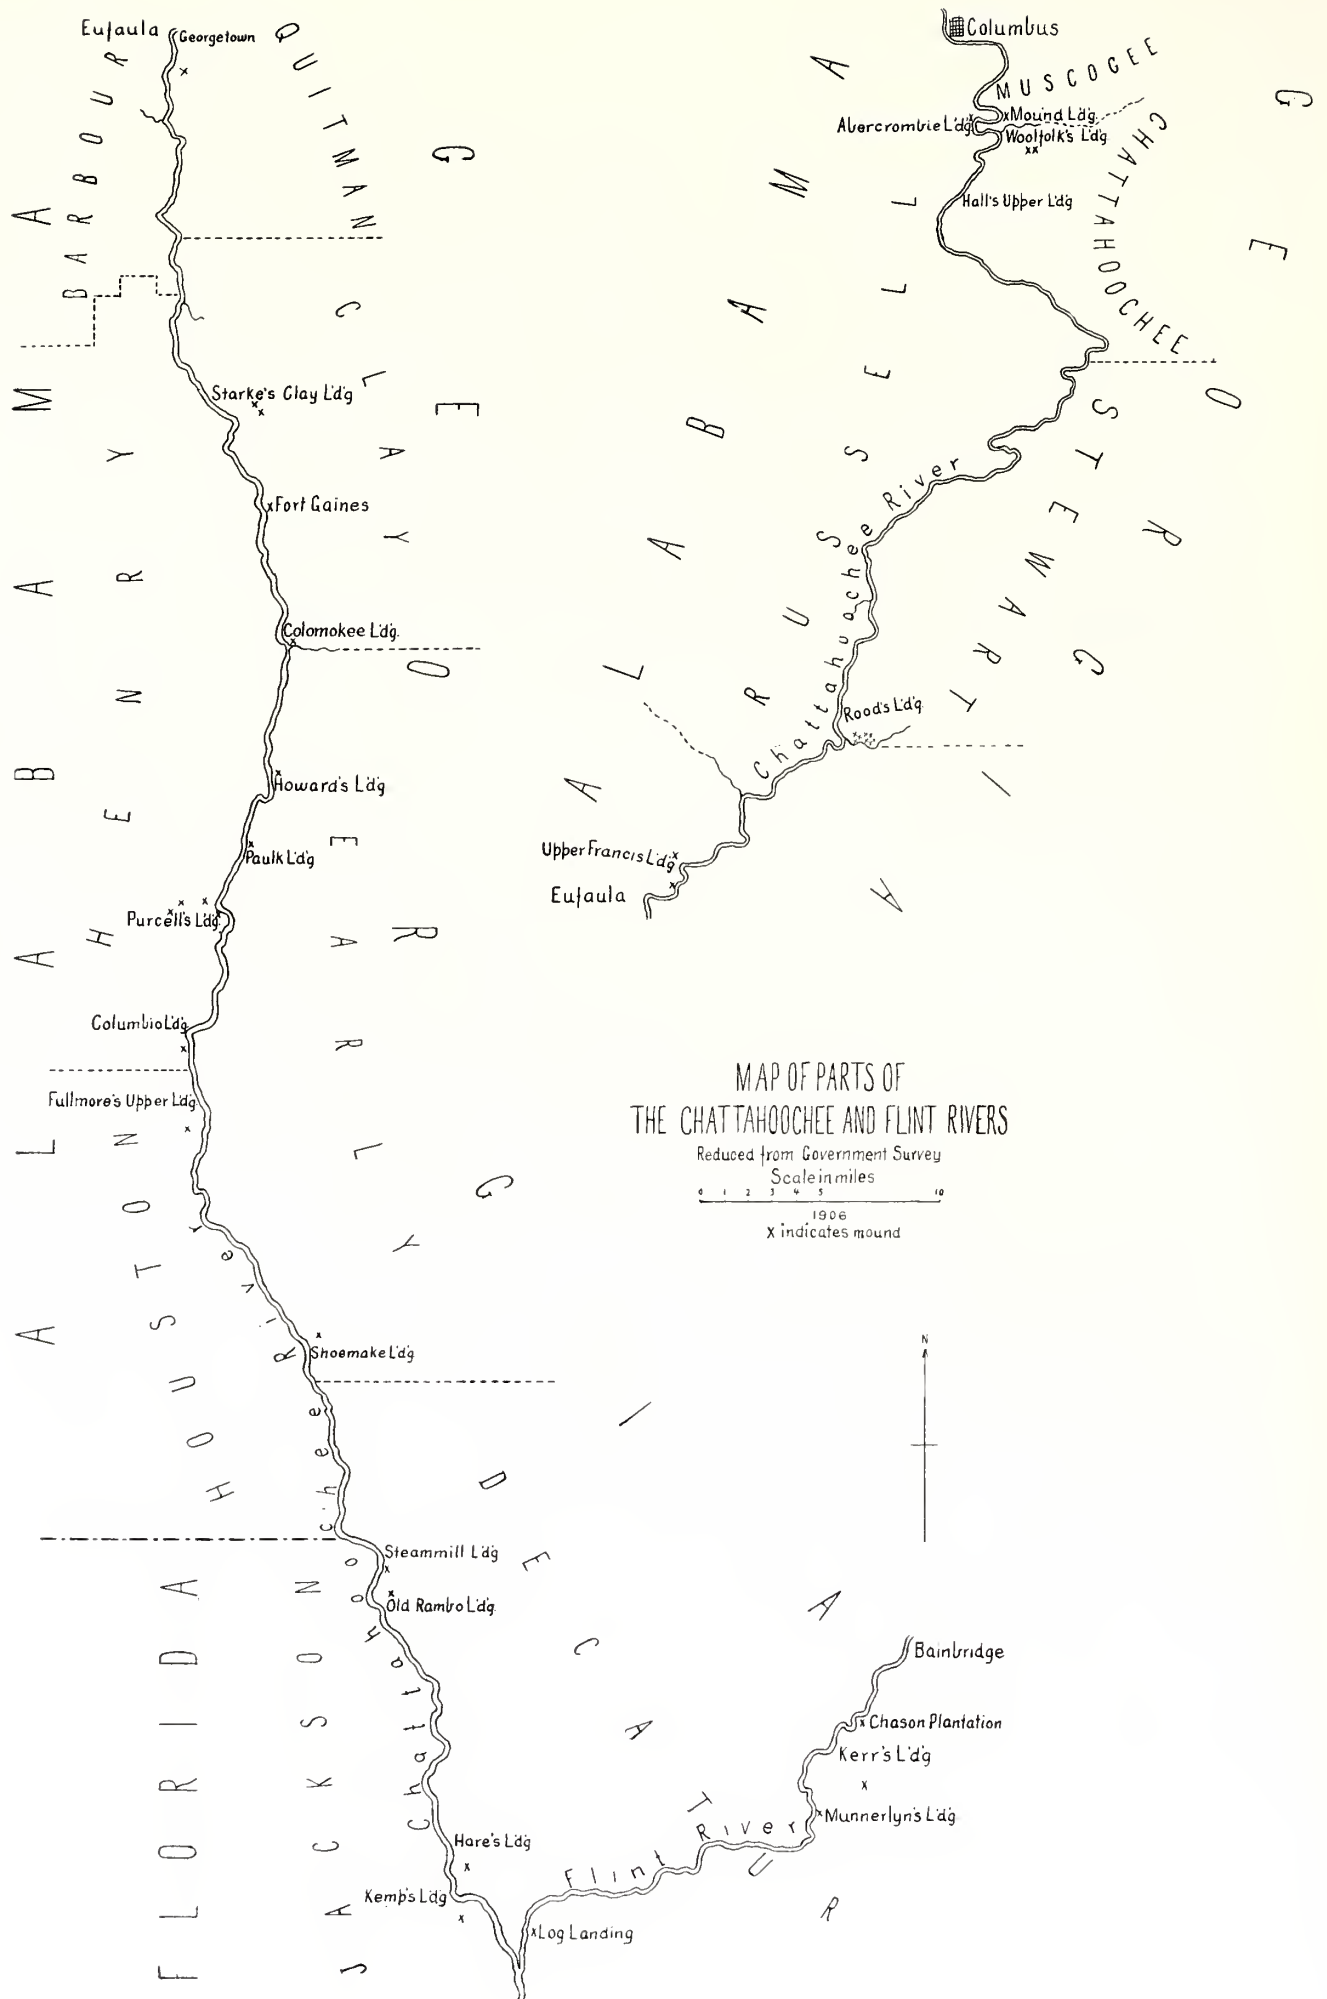 Eufaula
Georgetown
QUITMAN
BARBOUR
ALABAMA
GEORGIA
CLAY
HENRY
Starke's Clay L'd'g
Fort Gaines
Colomokee L'd'g.
Howard's L'd'g
Paulk L'd'g
Purcell's L'd'g.
EARLY
Columbia L'd'g
Fullmore's Upper L'd'g
HOUSTON
Shoemake L'd'g
Chattahoochee River
FLORIDA
JACKSON
DECATUR
Steammill L'd'g
Old Rambo L'd'g.
Hare's L'd'g
Kemp's L'd'g
Log Landing
Flint River
Bainbridge
Chason Plantation
Kerr's L'd'g
Munnerlyn's L'd'g
Columbus
MUSCOGEE
Abercrombie L'd'g
Mound L'd'g.
Woolfolk's L'd'g
CHATTAHOOCHEE
Hall's Upper L'd'g
ALABAMA
RUSSELL
GEORGIA
STEWART
Chattahoochee River
Rood's L'd'g.
Upper Francis L'd'g
Eufaula
MAP OF PARTS OF
THE CHATTAHOOCHEE AND FLINT RIVERS
Reduced from Government Survey
Scale in miles
0 1 2 3 4 5 10
1906
X indicates mound
N